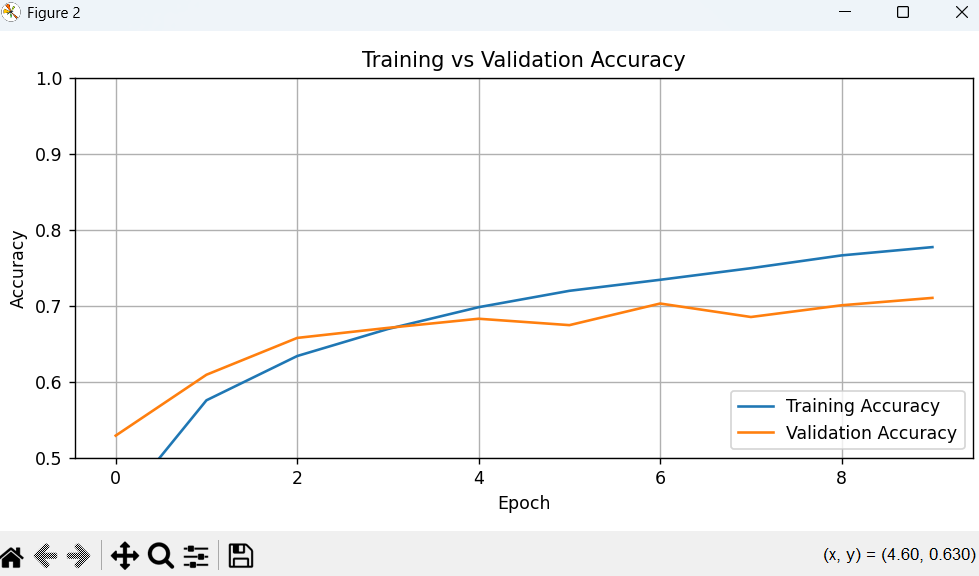 Figure 2
Training vs Validation Accuracy
1.0
0.9
0.8
0.7
0.6
0.5
Accuracy
0 2 4 6 8
Epoch
Training Accuracy
Validation Accuracy
(x, y) = (4.60, 0.630)